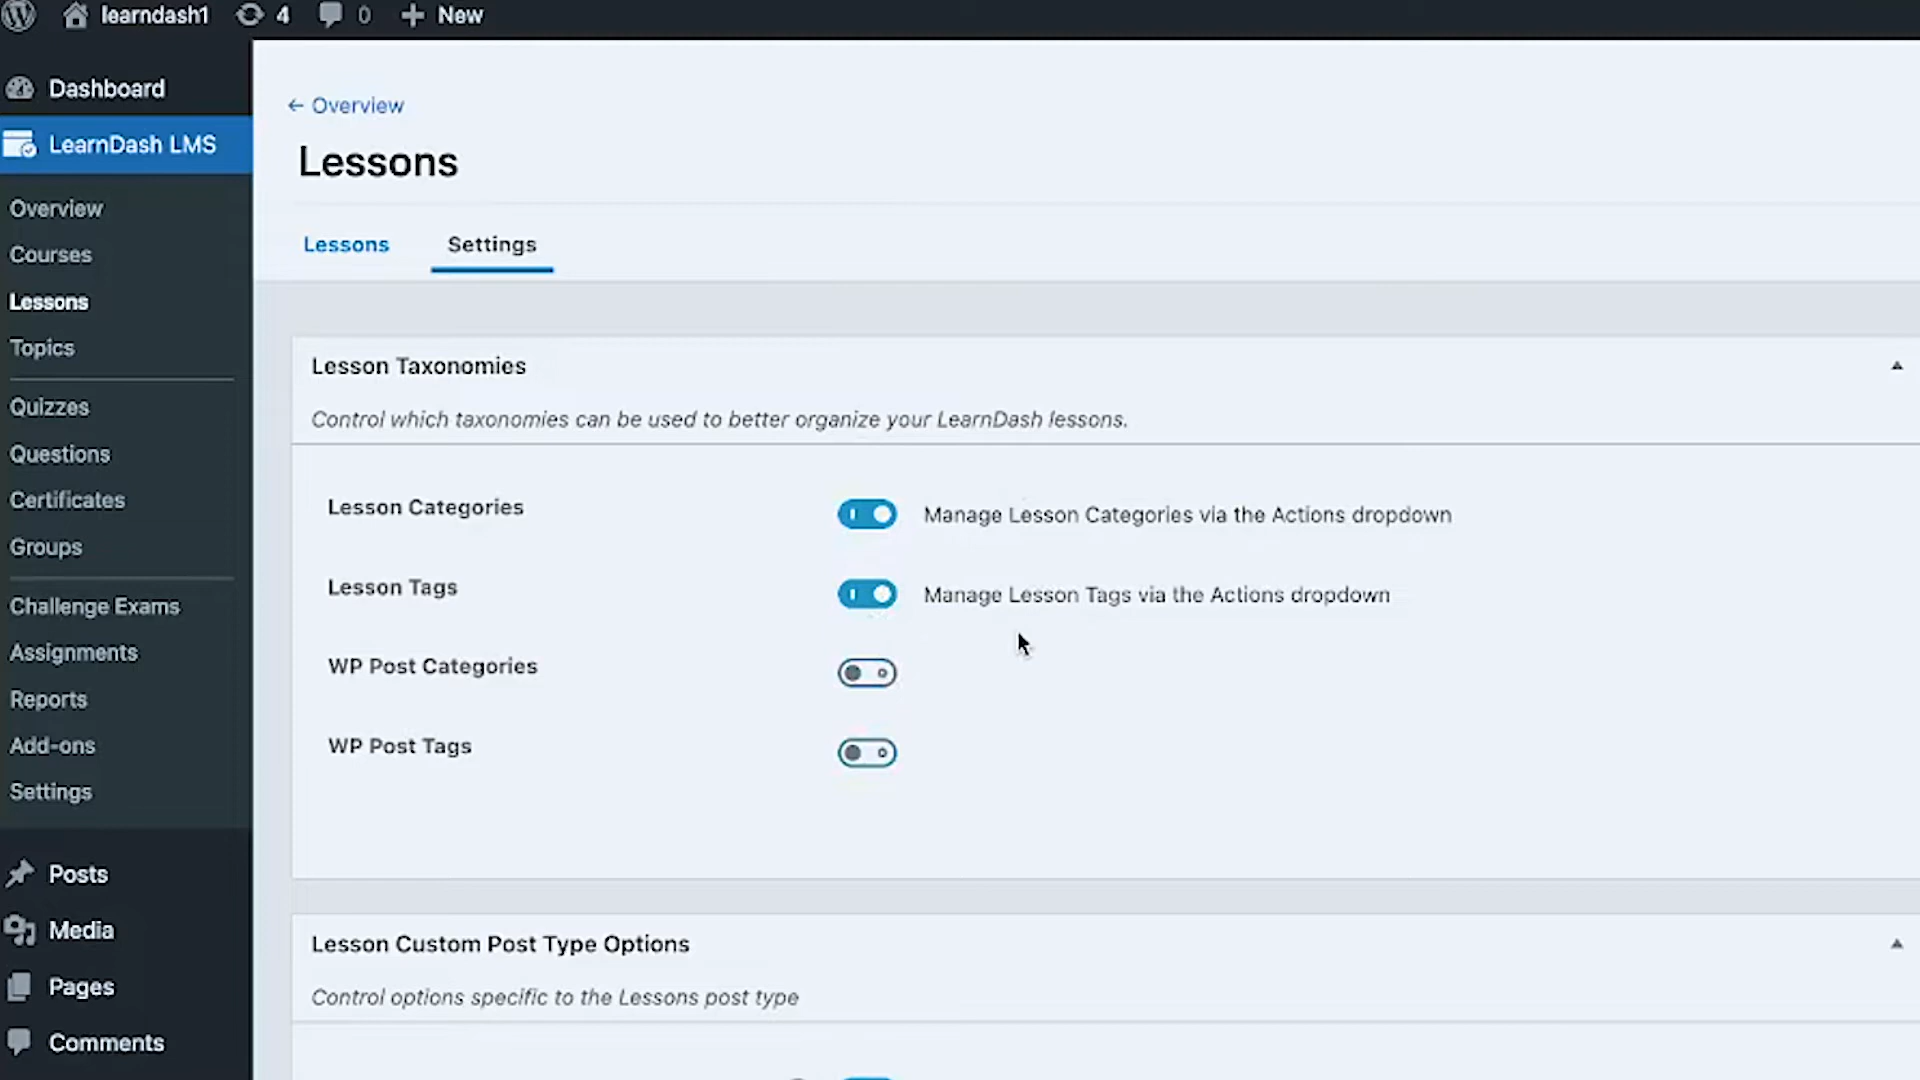 learndash1 4 0 New
Dashboard
LearnDash LMS
Overview
Courses
Lessons
Topics
Quizzes
Questions
Certificates
Groups
Challenge Exams
Assignments
Reports
Add-ons
Settings
Posts
Media
Pages
Comments
← Overview
Lessons
Lessons Settings
Lesson Taxonomies
Control which taxonomies can be used to better organize your LearnDash lessons.
Lesson Categories Manage Lesson Categories via the Actions dropdown
Lesson Tags Manage Lesson Tags via the Actions dropdown
WP Post Categories
WP Post Tags
Lesson Custom Post Type Options
Control options specific to the Lessons post type